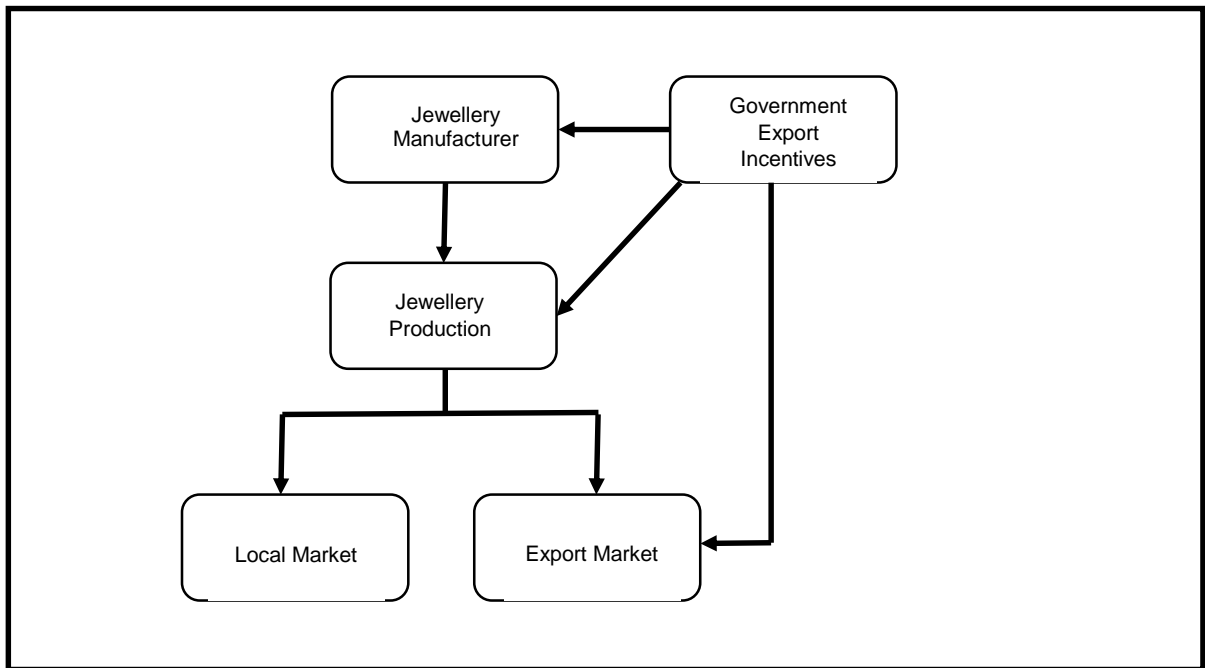 Jewellery
Manufacturer
Government
Export
Incentives
Jewellery
Production
Local Market
Export Market